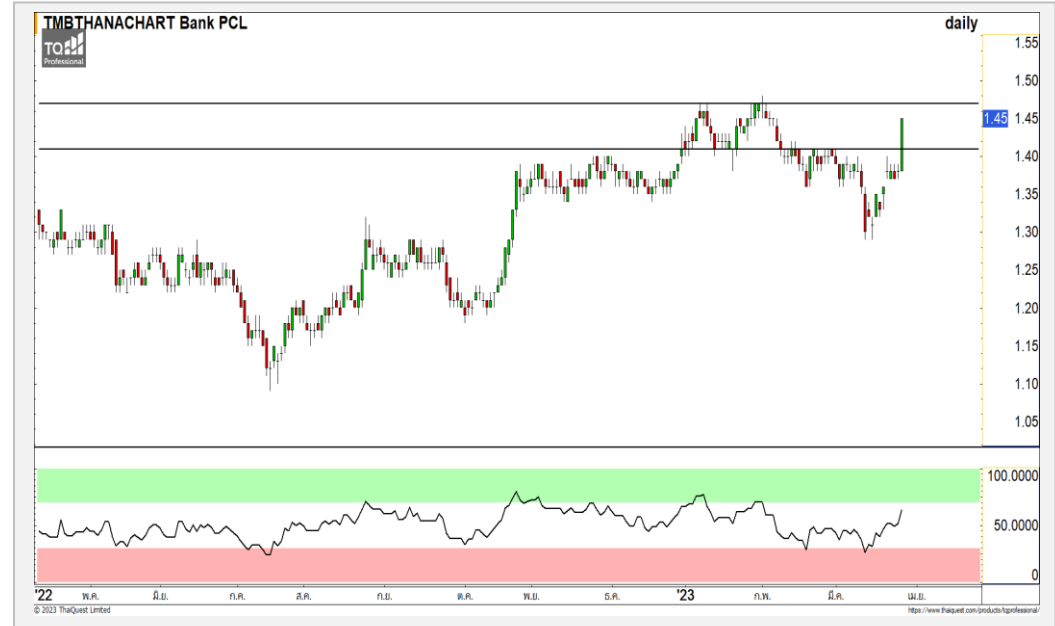 TMBTHANACHART Bank PCL daily
TQ
Professional
1.55
1.50
1.45 1.45
1.40
1.35
1.30
1.25
1.20
1.15
1.10
1.05
100.0000
50.0000
0
'22 พ.ค. มิ.ย. ก.ค. ส.ค. ก.ย. ต.ค. พ.ย. ธ.ค. '23 ก.พ. มี.ค. เม.ย.
© 2023 ThaiQuest Limited https://www.thaiquest.com/products/tqprofessional/